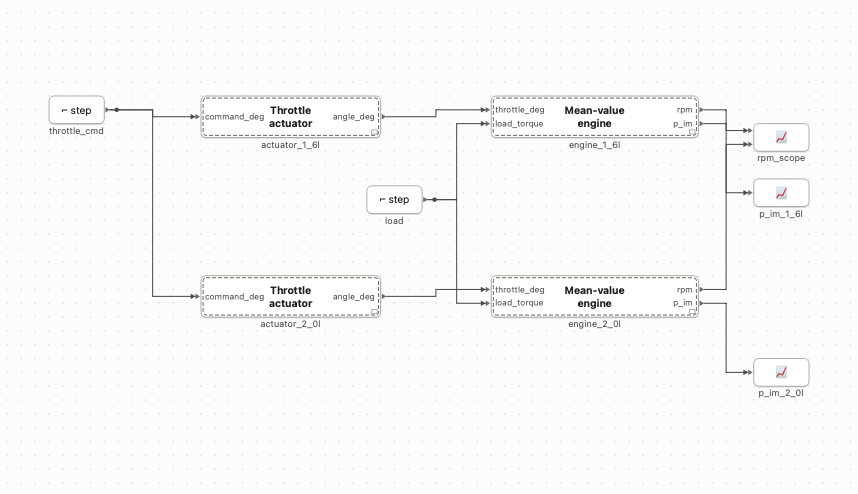 step
throttle_cmd
command_deg
Throttle
actuator
angle_deg
actuator_1_6l
throttle_deg
load_torque
Mean-value
engine
rpm
p_im
engine_1_6l
rpm_scope
step
load
p_im_1_6l
command_deg
Throttle
actuator
angle_deg
actuator_2_0l
throttle_deg
load_torque
Mean-value
engine
rpm
p_im
engine_2_0l
p_im_2_0l